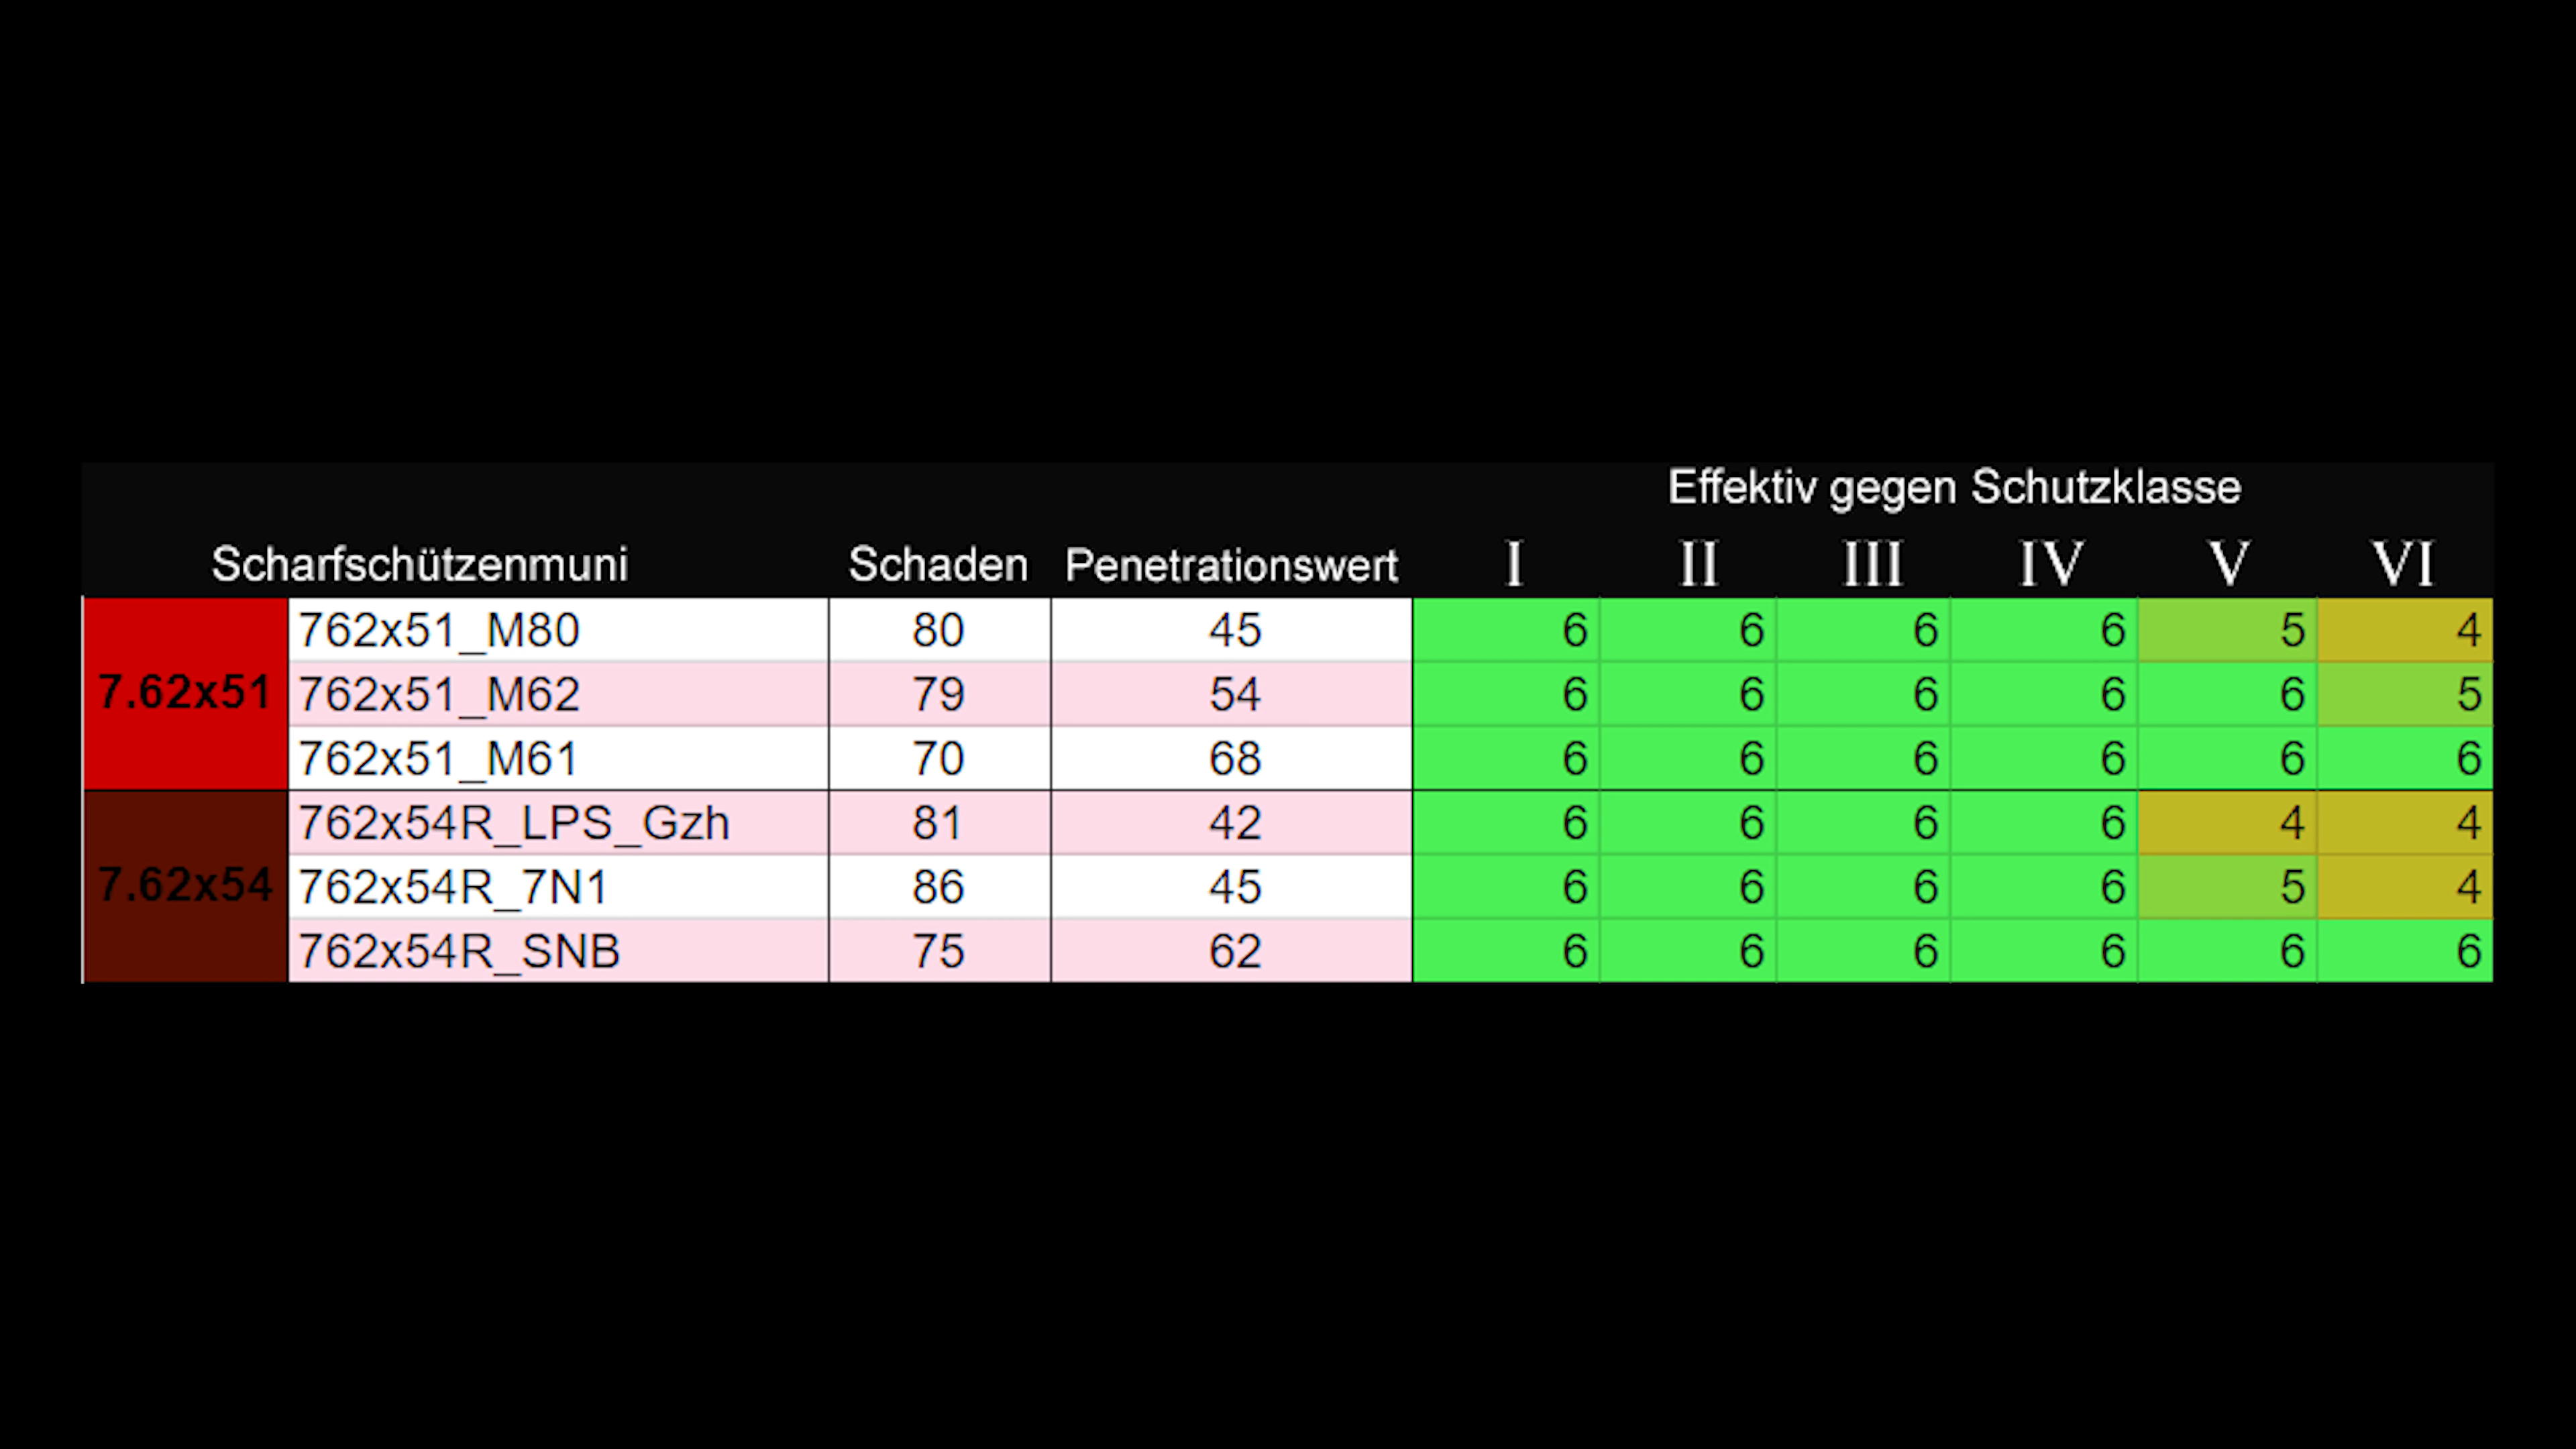 Effektiv gegen Schutzklasse
Scharfschützenmuni Schaden Penetrationswert I II III IV V VI
7.62x51
762x51_M80 80 45 6 6 6 6 5 4
762x51_M62 79 54 6 6 6 6 6 5
762x51_M61 70 68 6 6 6 6 6 6
7.62x54
762x54R_LPS_Gzh 81 42 6 6 6 6 4 4
762x54R_7N1 86 45 6 6 6 6 5 4
762x54R_SNB 75 62 6 6 6 6 6 6